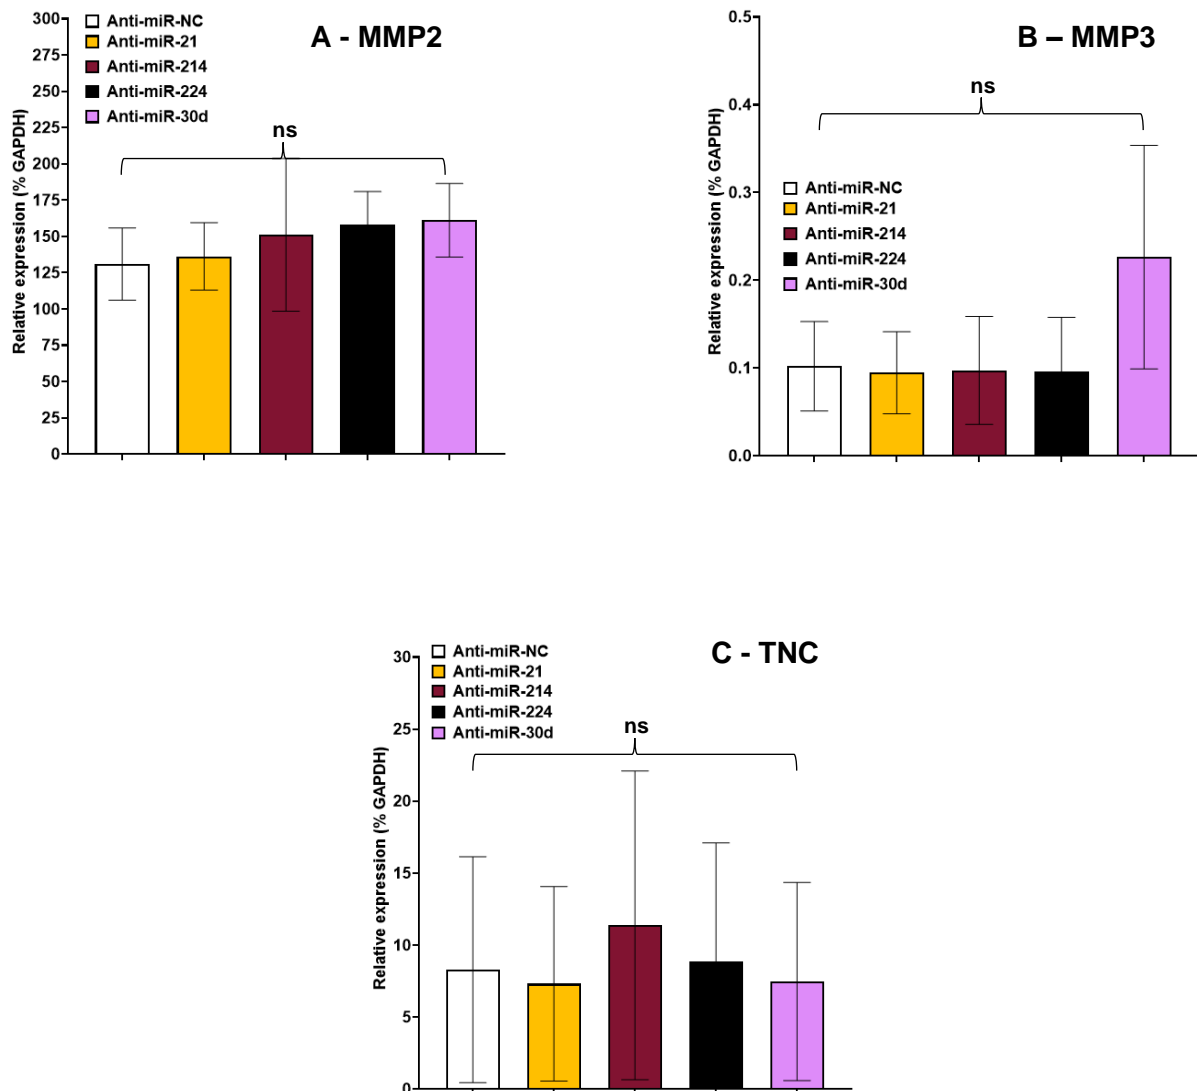 A - MMP2
Anti-miR-NC
Anti-miR-21
Anti-miR-214
Anti-miR-224
Anti-miR-30d
ns
Relative expression (% GAPDH)
300
275
250
225
200
175
150
125
100
75
50
25
0
B – MMP3
ns
Anti-miR-NC
Anti-miR-21
Anti-miR-214
Anti-miR-224
Anti-miR-30d
Relative expression (% GAPDH)
0.5
0.4
0.3
0.2
0.1
0.0
C - TNC
Anti-miR-NC
Anti-miR-21
Anti-miR-214
Anti-miR-224
Anti-miR-30d
ns
Relative expression (% GAPDH)
30
25
20
15
10
5
0